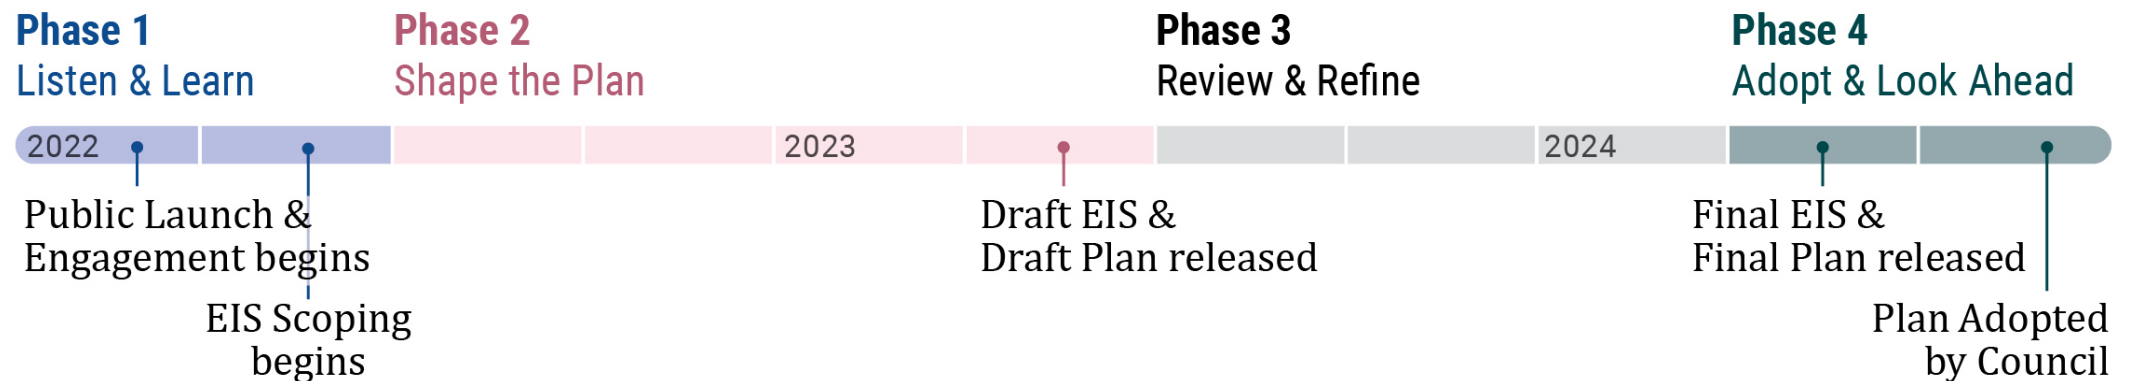 Phase 1
Listen & Learn
Phase 2
Shape the Plan
Phase 3
Review & Refine
Phase 4
Adopt & Look Ahead
2022
2023
2024
Public Launch &
Engagement begins
EIS Scoping
begins
Draft EIS &
Draft Plan released
Final EIS &
Final Plan released
Plan Adopted
by Council